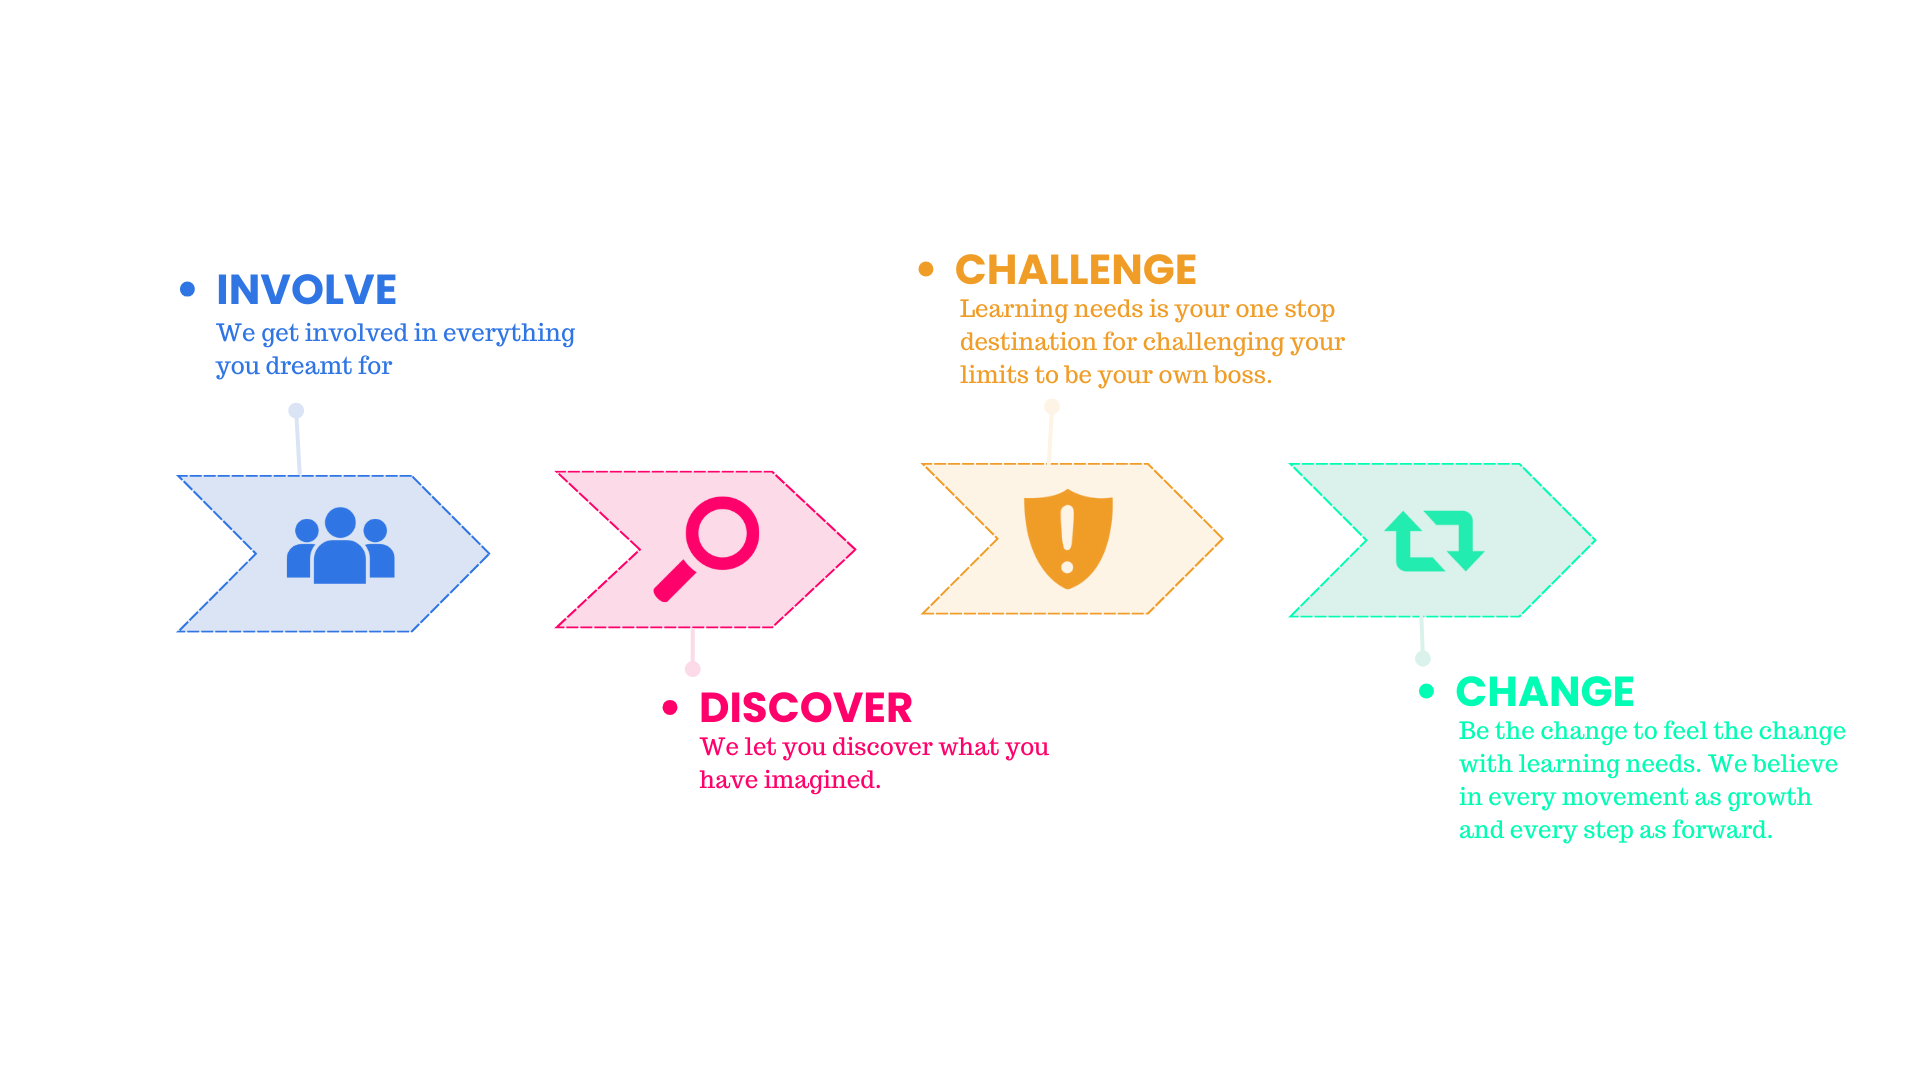 INVOLVE
We get involved in everything
you dreamt for
DISCOVER
We let you discover what you
have imagined.
CHALLENGE
Learning needs is your one stop
destination for challenging your
limits to be your own boss.
CHANGE
Be the change to feel the change
with learning needs. We believe
in every movement as growth
and every step as forward.